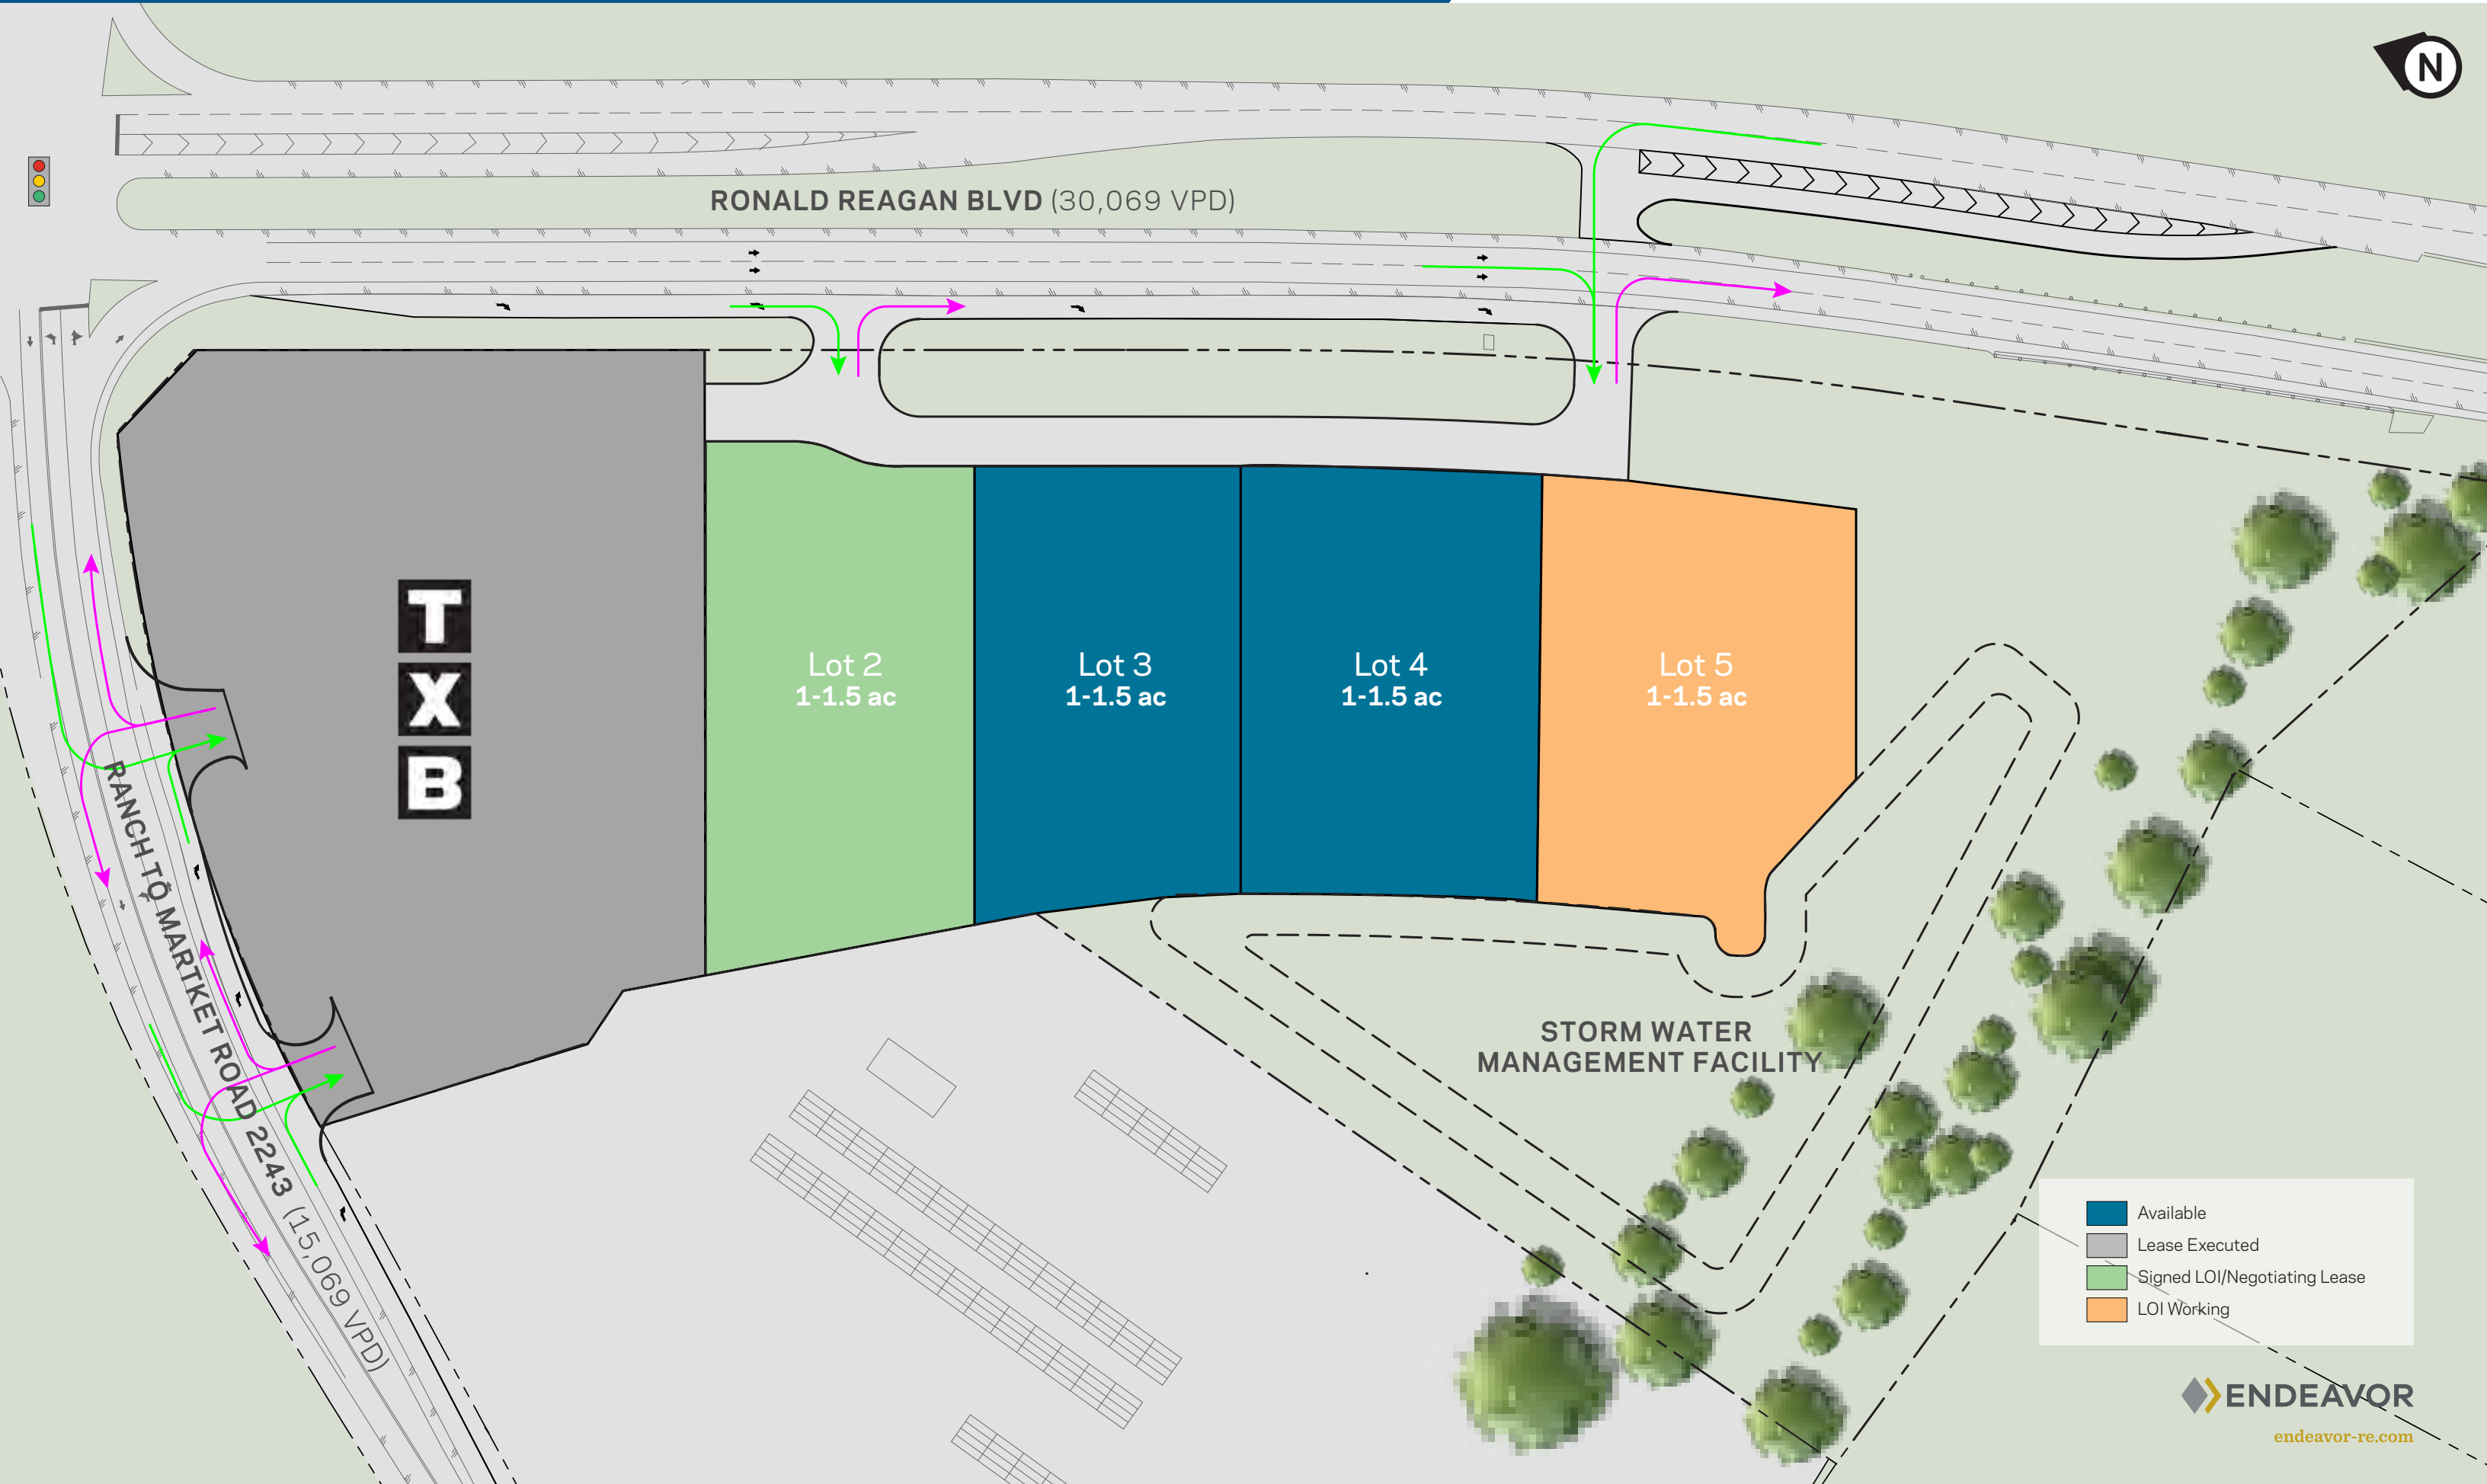 N
RONALD REAGAN BLVD (30,069 VPD)
T
X
B
Lot 2
1-1.5 ac
Lot 3
1-1.5 ac
Lot 4
1-1.5 ac
Lot 5
1-1.5 ac
RANCH TO MARTKET ROAD 2243 (15,069 VPD)
STORM WATER
MANAGEMENT FACILITY
Available
Lease Executed
Signed LOI/Negotiating Lease
LOI Working
ENDEAVOR
endeavor-re.com